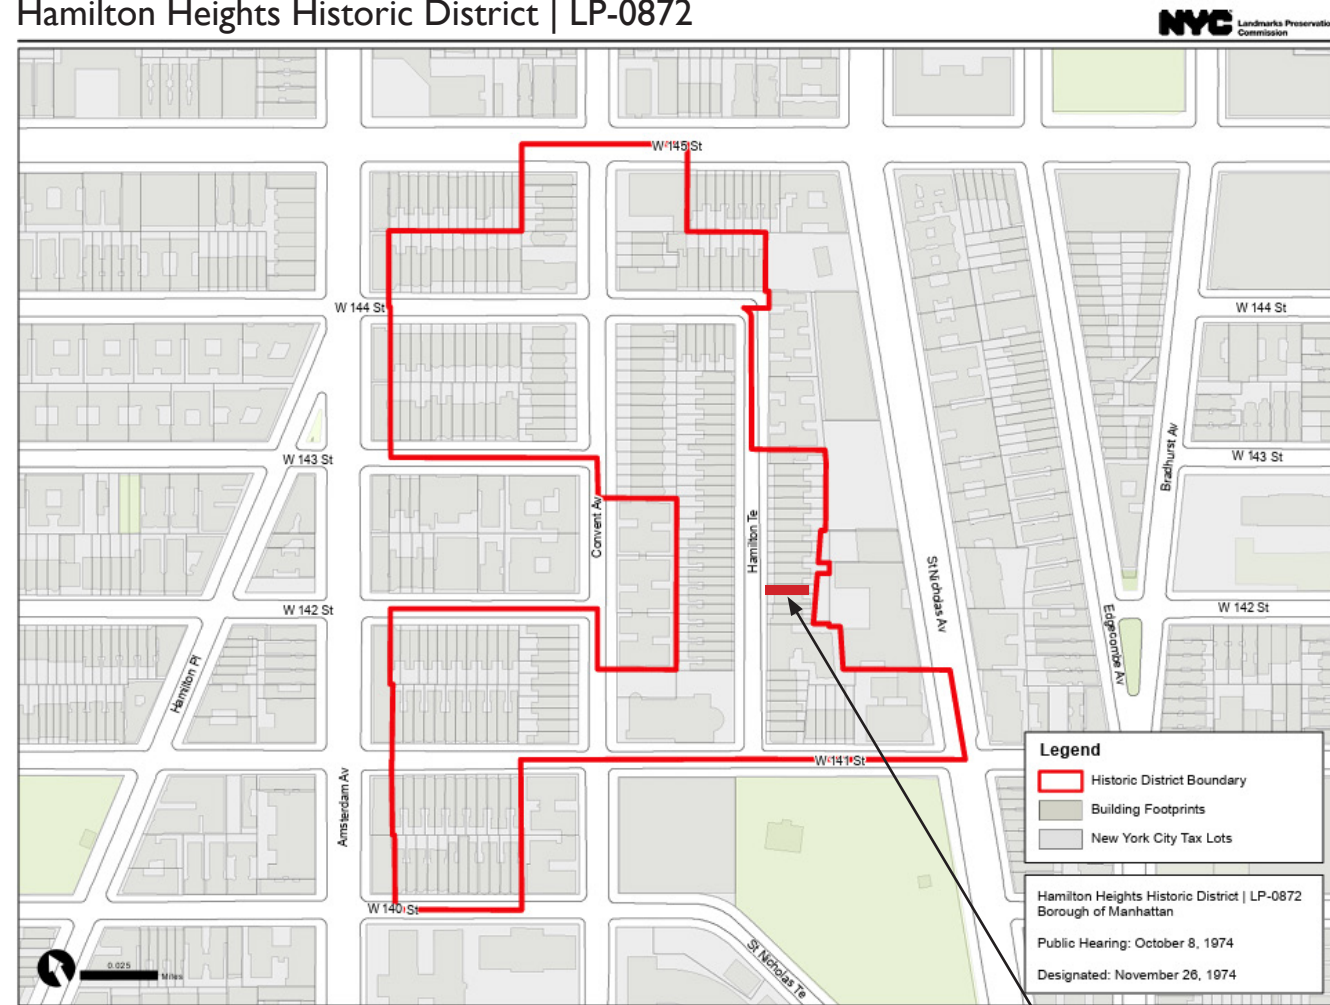 Hamilton Heights Historic District | LP-0872
NYC
Landmarks Preservation
Commission
W 145 St
W 144 St
W 144 St
W 143 St
W 143 St
Bradhurst Av
Convent Av
Hamilton Te
St Nicholas Av
W 142 St
W 142 St
Edgecombe Av
Hamilton Pl
W 141 St
Amsterdam Av
W 140 St
St Nicholas Te
0.025
Miles
Legend
Historic District Boundary
Building Footprints
New York City Tax Lots
Hamilton Heights Historic District | LP-0872
Borough of Manhattan
Public Hearing: October 8, 1974
Designated: November 26, 1974